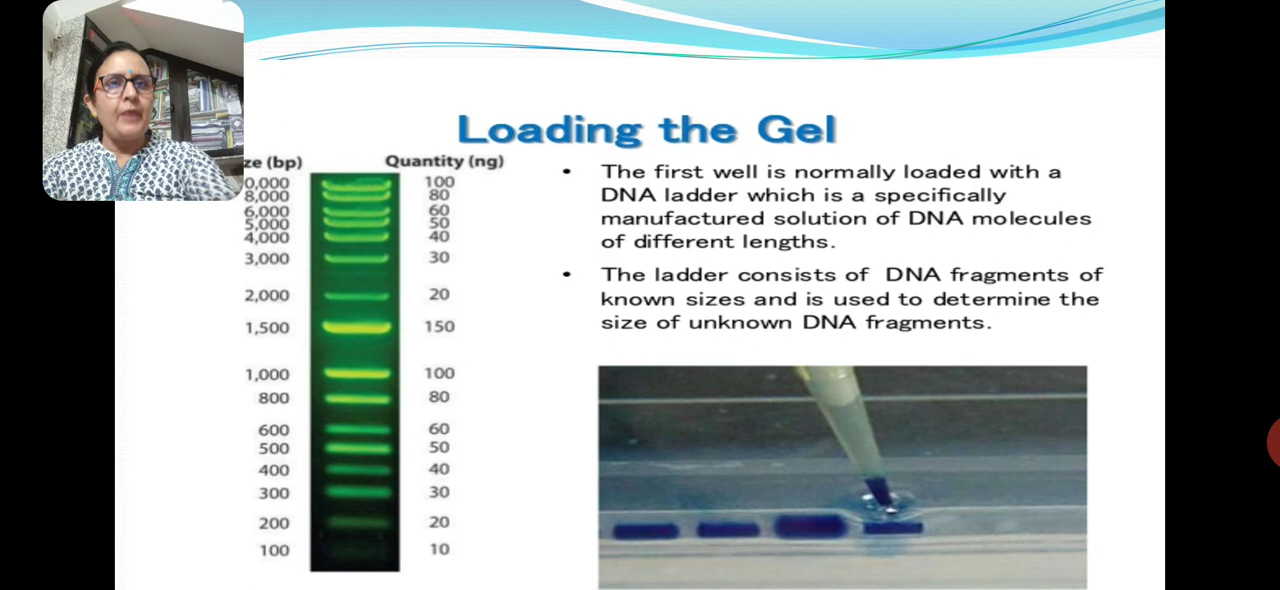 Loading the Gel
ze (bp) Quantity (ng)
0,000 100
8,000 80
6,000 60
5,000 50
4,000 40
3,000 30
2,000 20
1,500 150
1,000 100
800 80
600 60
500 50
400 40
300 30
200 20
100 10
• The first well is normally loaded with a
DNA ladder which is a specifically
manufactured solution of DNA molecules
of different lengths.
• The ladder consists of DNA fragments of
known sizes and is used to determine the
size of unknown DNA fragments.